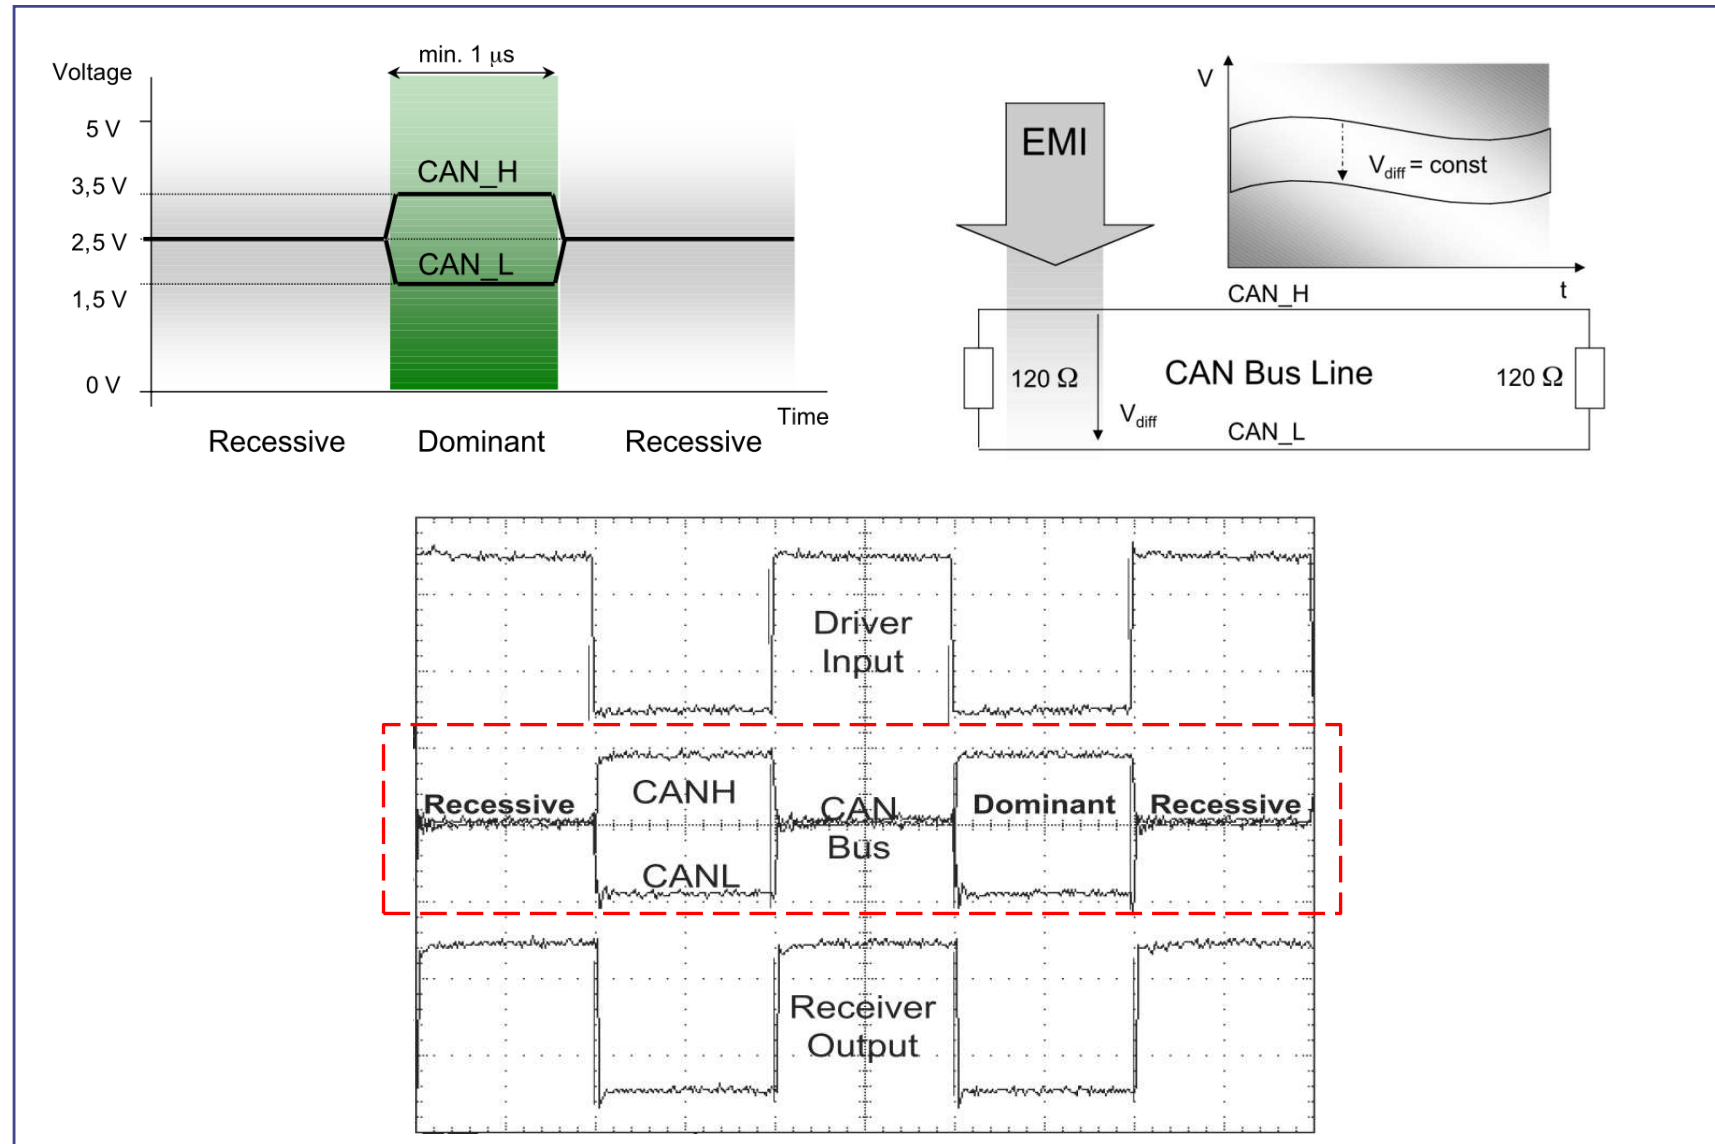 min. 1 μs
Voltage
5 V
3,5 V
2,5 V
1,5 V
0 V
CAN_H
CAN_L
Time
Recessive Dominant Recessive
EMI
V
V_diff = const
t
CAN_H
120 Ω
CAN Bus Line
120 Ω
V_diff
CAN_L
Driver
Input
Recessive
CANH
CANL
CAN
Bus
Dominant
Recessive
Receiver
Output